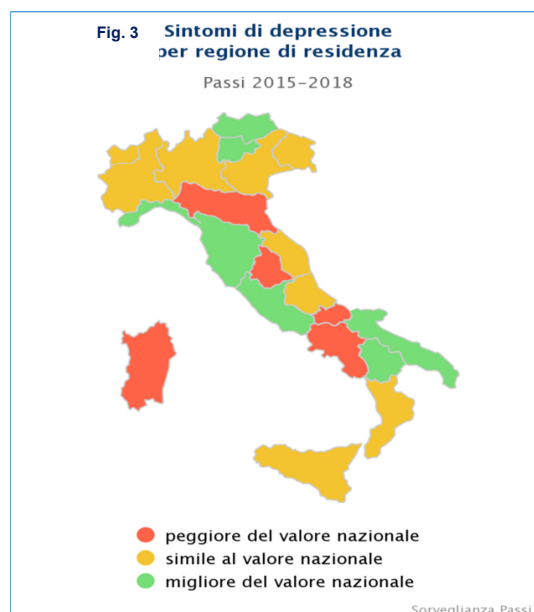 Fig. 3
Sintomi di depressione
per regione di residenza
Passi 2015-2018
peggiore del valore nazionale
simile al valore nazionale
migliore del valore nazionale
Sorveglianza Passi